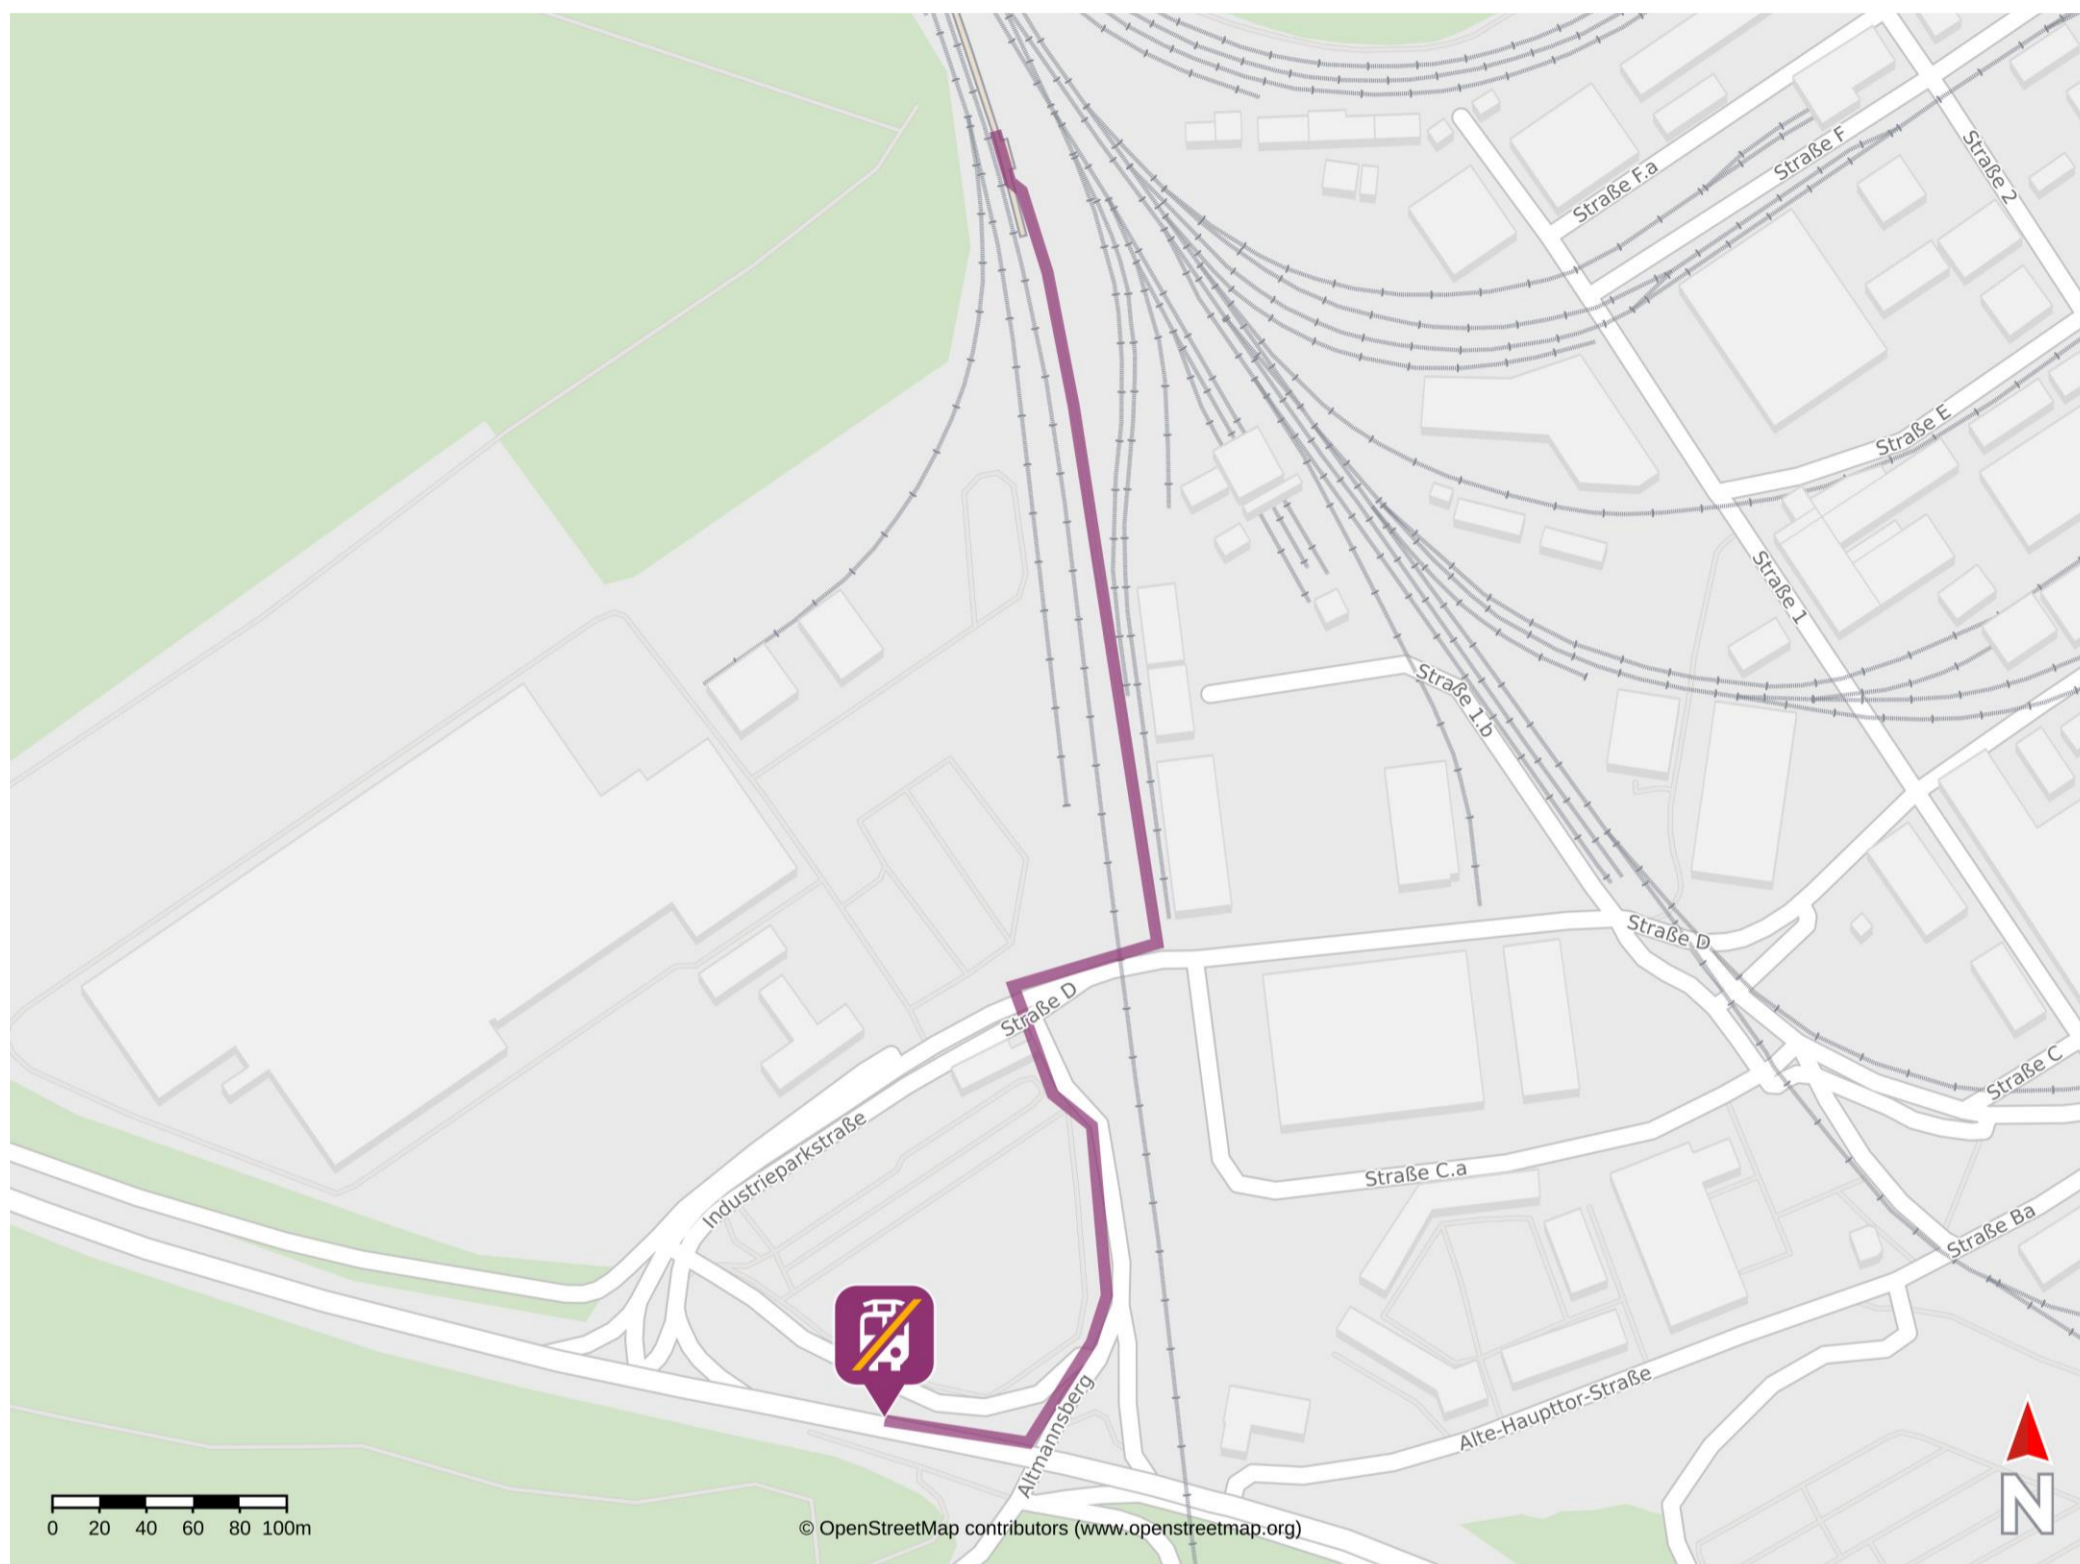 Straße F.a
Straße F
Straße 2
Straße E
Straße 1
Straße 1.b
Straße D
Straße D
Straße C
Industrieparkstraße
Straße C.a
Straße Ba
Altmannsberg
Alte-Haupttor-Straße
N
0 20 40 60 80 100m
© OpenStreetMap contributors (www.openstreetmap.org)